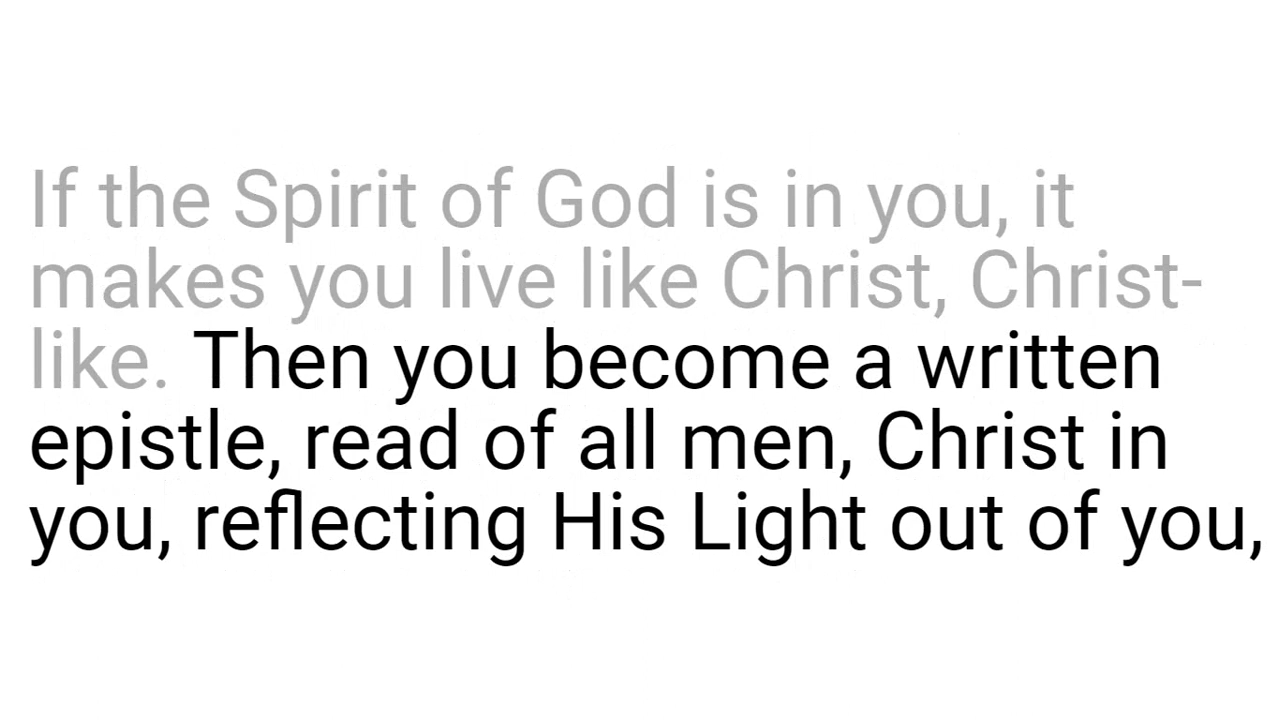 If the Spirit of God is in you, it
makes you live like Christ, Christ-
like. Then you become a written
epistle, read of all men, Christ in
you, reflecting His Light out of you,